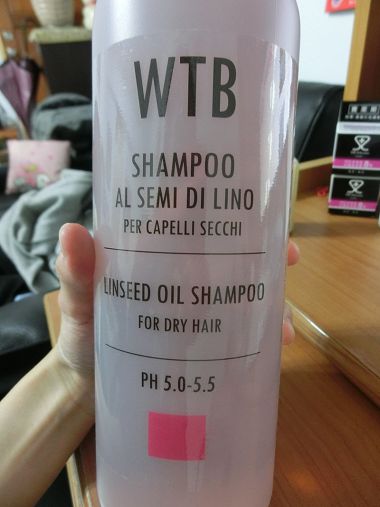 WTB
SHAMPOO
AL SEMI DI LINO
PER CAPELLI SECCHI
LINSEED OIL SHAMPOO
FOR DRY HAIR
PH 5.0-5.5